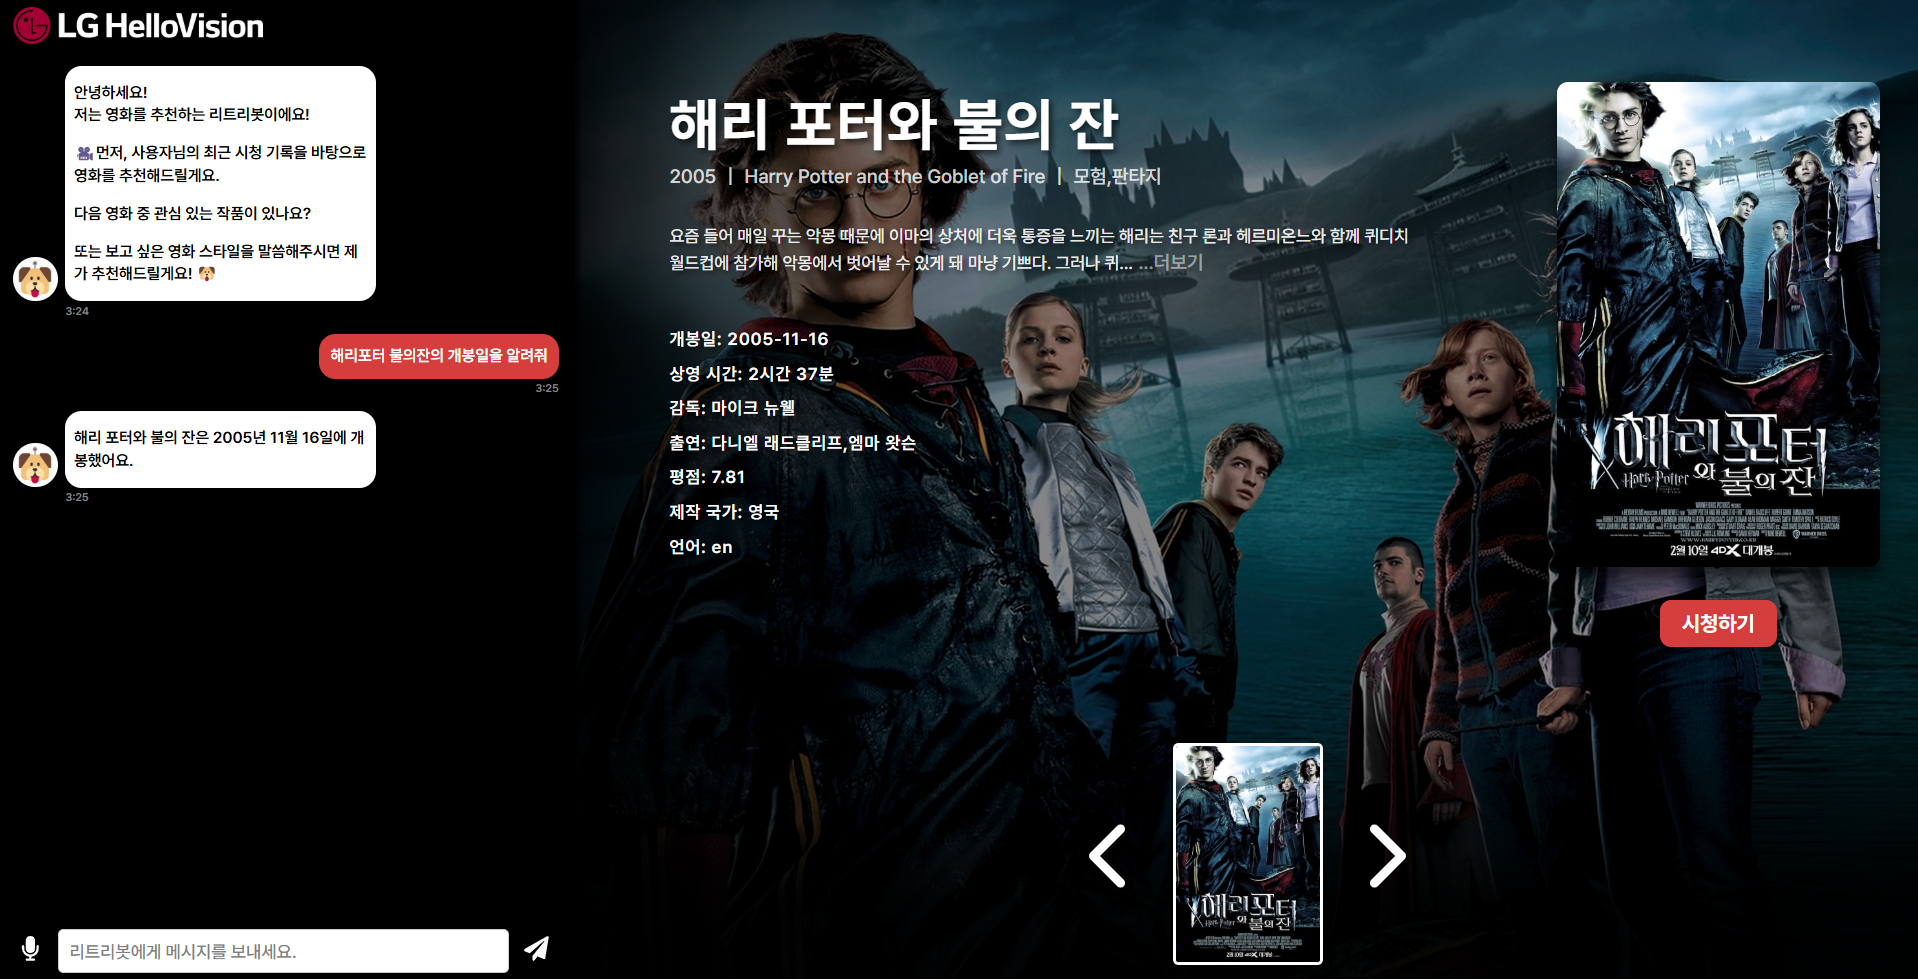 LG HelloVision
안녕하세요!
저는 영화를 추천하는 리트리봇이에요!
먼저, 사용자님의 최근 시청 기록을 바탕으로
영화를 추천해드릴게요.
다음 영화 중 관심 있는 작품이 있나요?
또는 보고 싶은 영화 스타일을 말씀해주시면 제
가 추천해드릴게요!
3:24
해리포터 불의잔의 개봉일을 알려줘
3:25
해리 포터와 불의 잔은 2005년 11월 16일에 개
봉했어요.
3:25
리트리봇에게 메시지를 보내세요.
해리 포터와 불의 잔
2005 | Harry Potter and the Goblet of Fire | 모험,판타지
요즘 들어 매일 꾸는 악몽 때문에 이마의 상처에 더욱 통증을 느끼는 해리는 친구 론과 헤르미온느와 함께 퀴디치
월드컵에 참가해 악몽에서 벗어날 수 있게 돼 마냥 기쁘다. 그러나 퀴... ...더보기
개봉일: 2005-11-16
상영 시간: 2시간 37분
감독: 마이크 뉴웰
출연: 다니엘 래드클리프,엠마 왓슨
평점: 7.81
제작 국가: 영국
언어: en
해리포터
Harry Potter 와 불의 잔
2월 10일 4DX 대개봉
시청하기
해리포터
와 불의 잔
2월 10일 4DX 대개봉